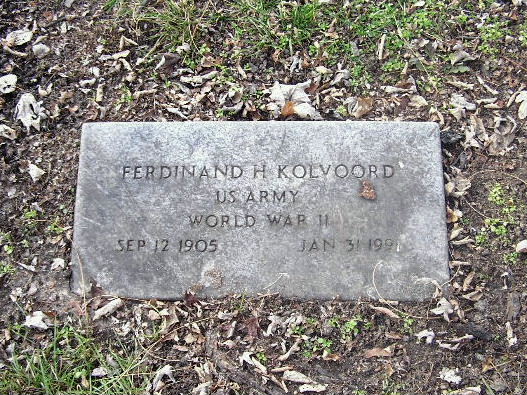 FERDINAND H KOLVOORD
US ARMY
WORLD WAR II
SEP 12 1905 JAN 31 1991